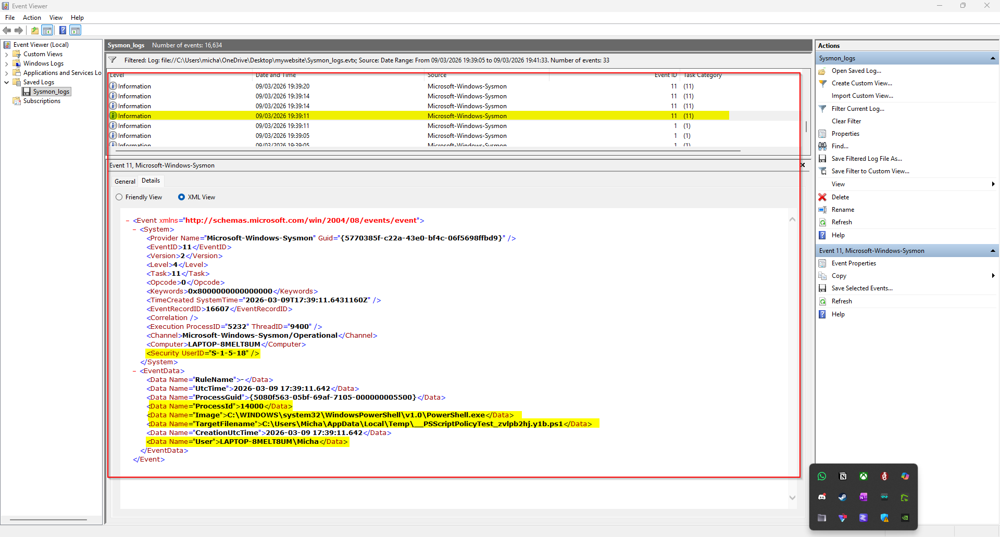 Event Viewer
File Action View Help
Event Viewer (Local)
Custom Views
Windows Logs
Applications and Services Lo
Saved Logs
Sysmon_logs
Subscriptions
Sysmon_logs Number of events: 16,634
Filtered: Log: file://C:\Users\micha\OneDrive\Desktop\mywebsite\Sysmon_logs.evtx; Source: Date Range: From 09/03/2026 19:39:05 to 09/03/2026 19:41:33. Number of events: 33
Level Date and Time Source Event ID Task Category
Information 09/03/2026 19:39:20 Microsoft-Windows-Sysmon 11 (11)
Information 09/03/2026 19:39:14 Microsoft-Windows-Sysmon 11 (11)
Information 09/03/2026 19:39:14 Microsoft-Windows-Sysmon 11 (11)
Information 09/03/2026 19:39:11 Microsoft-Windows-Sysmon 11 (11)
Information 09/03/2026 19:39:11 Microsoft-Windows-Sysmon 1 (1)
Information 09/03/2026 19:39:05 Microsoft-Windows-Sysmon 1 (1)
Information 09/03/2026 19:39:05 Microsoft-Windows-Sysmon 1 (1)
Event 11, Microsoft-Windows-Sysmon
General Details
Friendly View XML View
- <Event xmlns="http://schemas.microsoft.com/win/2004/08/events/event">
- <System>
<Provider Name="Microsoft-Windows-Sysmon" Guid="{5770385f-c22a-43e0-bf4c-06f5698ffbd9}" />
<EventID>11</EventID>
<Version>2</Version>
<Level>4</Level>
<Task>11</Task>
<Opcode>0</Opcode>
<Keywords>0x8000000000000000</Keywords>
<TimeCreated SystemTime="2026-03-09T17:39:11.6431160Z" />
<EventRecordID>16607</EventRecordID>
<Correlation />
<Execution ProcessID="5232" ThreadID="9400" />
<Channel>Microsoft-Windows-Sysmon/Operational</Channel>
<Computer>LAPTOP-8MELT8UM</Computer>
<Security UserID="S-1-5-18" />
</System>
- <EventData>
<Data Name="RuleName">-</Data>
<Data Name="UtcTime">2026-03-09 17:39:11.642</Data>
<Data Name="ProcessGuid">{5080f563-05bf-69af-7105-000000005500}</Data>
<Data Name="ProcessId">14000</Data>
<Data Name="Image">C:\WINDOWS\system32\WindowsPowerShell\v1.0\PowerShell.exe</Data>
<Data Name="TargetFilename">C:\Users\Micha\AppData\Local\Temp\__PSScriptPolicyTest_zvlpb2hj.y1b.ps1</Data>
<Data Name="CreationUtcTime">2026-03-09 17:39:11.642</Data>
<Data Name="User">LAPTOP-8MELT8UM\Micha</Data>
</EventData>
</Event>
Actions
Sysmon_logs
Open Saved Log...
Create Custom View...
Import Custom View...
Filter Current Log...
Clear Filter
Properties
Find...
Save Filtered Log File As...
Save Filter to Custom View...
View
Delete
Rename
Refresh
Help
Event 11, Microsoft-Windows-Sysmon
Event Properties
Copy
Save Selected Events...
Refresh
Help